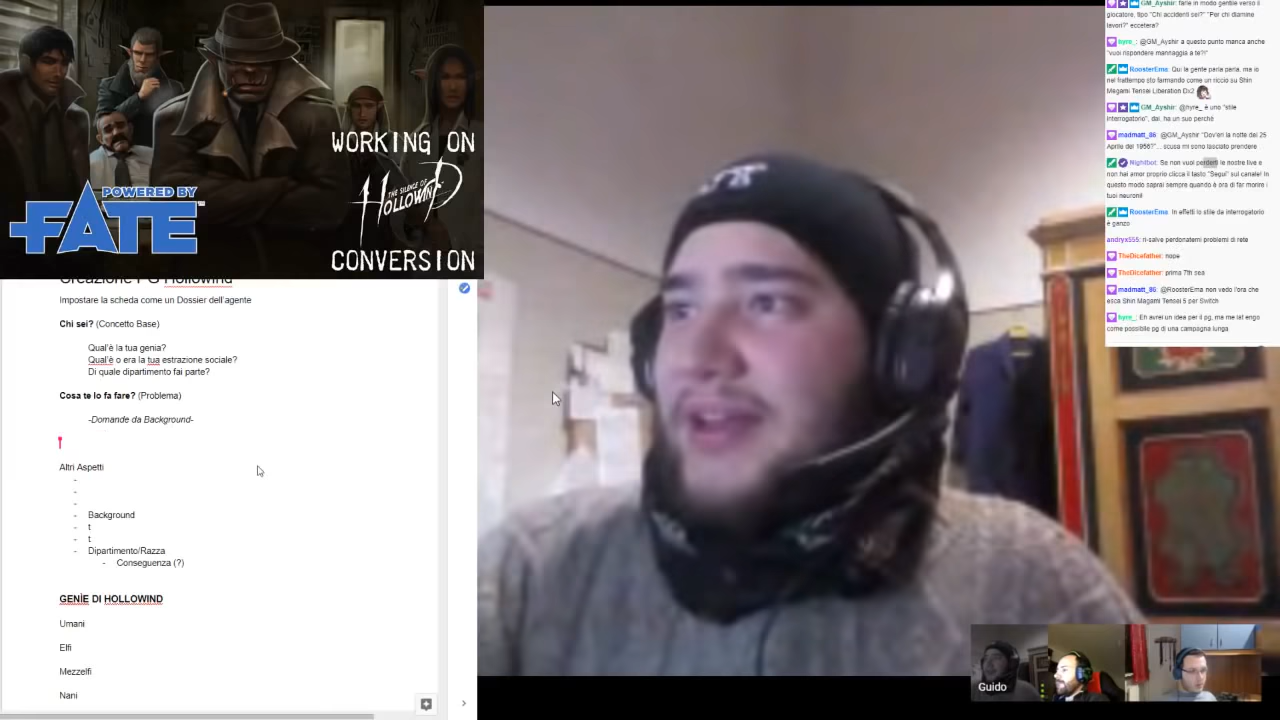 WORKING ON
THE SILENCE OF
HOLLOWIND
CONVERSION
POWERED BY
FATE
Creazione PG Hollowind
Impostare la scheda come un Dossier dell'agente
Chi sei? (Concetto Base)
Qual'è la tua genia?
Qual'è o era la tua estrazione sociale?
Di quale dipartimento fai parte?
Cosa te lo fa fare? (Problema)
-Domande da Background-
Altri Aspetti
-
-
-
- Background
- t
- t
- Dipartimento/Razza
- Conseguenza (?)
GENÌE DI HOLLOWIND
Umani
Elfi
Mezzelfi
Nani
GM_Ayshir: farle in modo gentile verso il
giocatore, tipo "Chi accidenti sei?" "Per chi diamine
lavori?" eccetera?
hyre_: @GM_Ayshir a questo punto manca anche
"vuoi rispondere mannaggia a te?!"
RoosterEma: Qui la gente parla parla, ma io
nel frattempo sto farmando come un riccio su Shin
Megami Tensei Liberation Dx2
GM_Ayshir: @hyre_ è uno "stile
interrogatorio", dai, ha un suo perchè
madmatt_86: @GM_Ayshir "Dov'eri la notte del 25
Aprile del 1956?"... scusa mi sono lasciato prendere
Nightbot: Se non vuoi perderti le nostre live e
non hai amor proprio clicca il tasto "Segui" sul canale! In
questo modo saprai sempre quando è ora di far morire i
tuoi neuroni!
RoosterEma: In effetti lo stile da interrogatorio
è ganzo
andryx555: ri-salve perdonatemi problemi di rete
TheDicefather: nope
TheDicefather: prima 7th sea
madmatt_86: @RoosterEma non vedo l'ora che
esca Shin Magami Tensei 5 per Switch
hyre_: Eh avrei un idea per il pg, ma me lat engo
come possibile pg di una campagna lunga
Guido